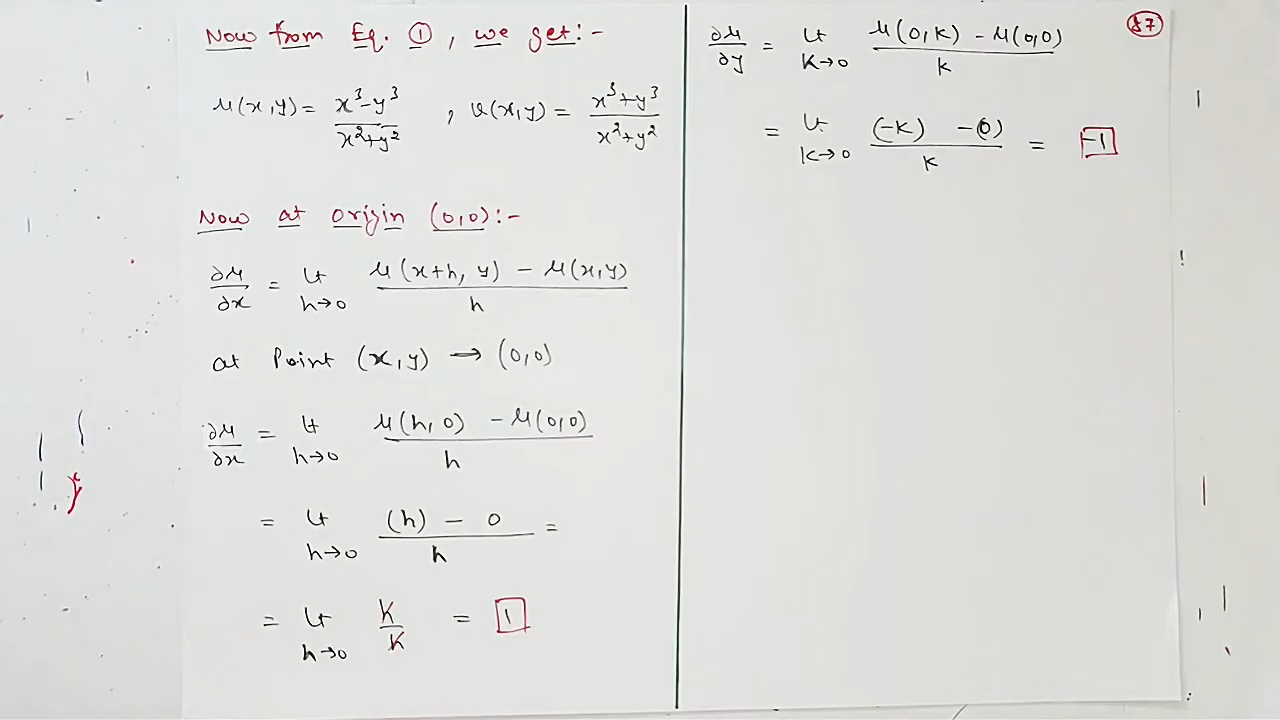 Now from Eq. ①, we get:-
u(x,y) = x³-y³ / x²+y² , v(x,y) = x³+y³ / x²+y²
Now at origin (0,0):-
∂u/∂x = Lt h→0 u(x+h, y) - u(x,y) / h
at Point (x,y) → (0,0)
∂u/∂x = Lt h→0 u(h,0) - u(0,0) / h
= Lt h→0 (h) - 0 / h =
= Lt h→0 K/K = 1
57
∂u/∂y = Lt K→0 u(0,K) - u(0,0) / K
= Lt K→0 (-K) - (0) / K = -1